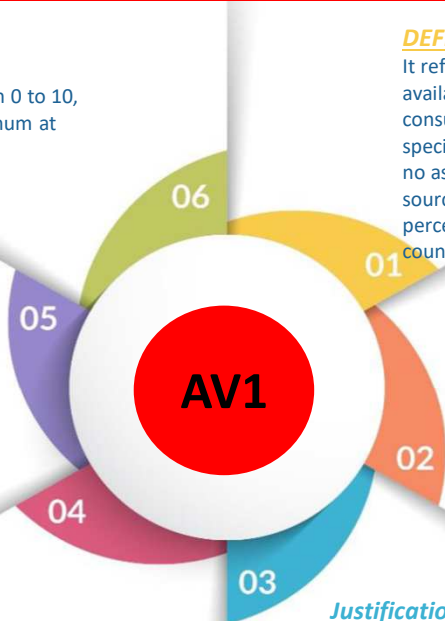 n 0 to 10,
num at
DEF
It ref
avail
consu
speci
no as
sourc
perce
coun
06
01
05
AV1
02
04
03
Justificatio